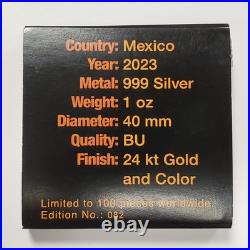 Country: Mexico
Year: 2023
Metal: 999 Silver
Weight: 1 oz
Diameter: 40 mm
Quality: BU
Finish: 24 kt Gold
and Color
Limited to 100 pieces worldwide
Edition No.: 082